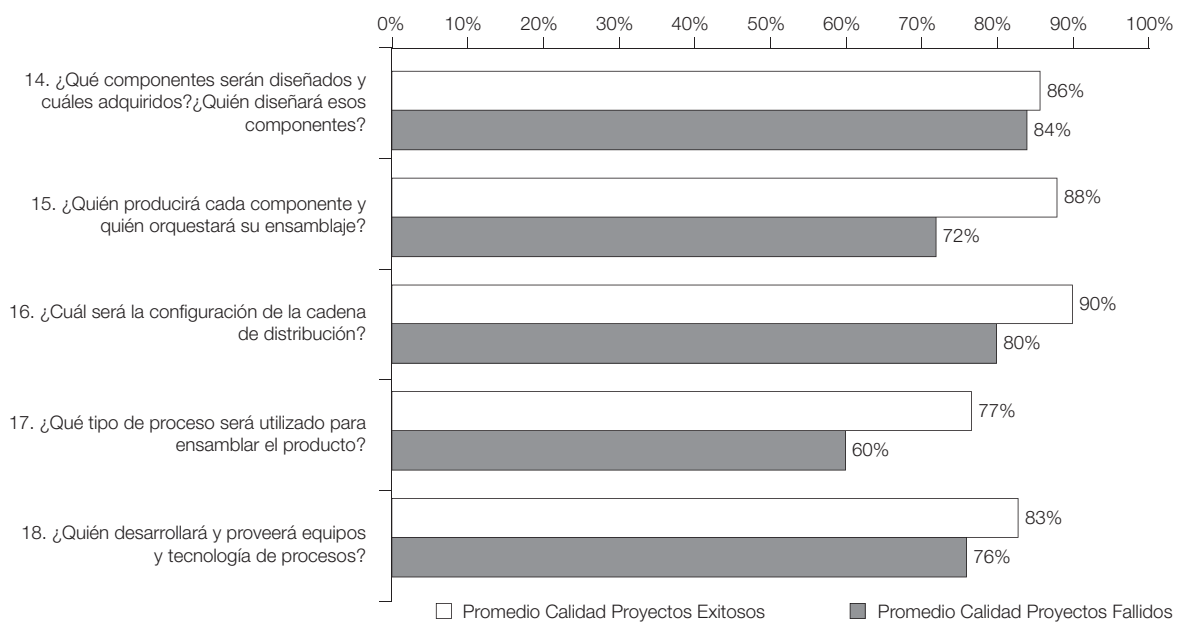 0% 10% 20% 30% 40% 50% 60% 70% 80% 90% 100%
14. ¿Qué componentes serán diseñados y
cuáles adquiridos?¿Quién diseñará esos
componentes?
86%
84%
15. ¿Quién producirá cada componente y
quién orquestará su ensamblaje?
88%
72%
16. ¿Cuál será la configuración de la cadena
de distribución?
90%
80%
17. ¿Qué tipo de proceso será utilizado para
ensamblar el producto?
77%
60%
18. ¿Quién desarrollará y proveerá equipos
y tecnología de procesos?
83%
76%
Promedio Calidad Proyectos Exitosos
Promedio Calidad Proyectos Fallidos